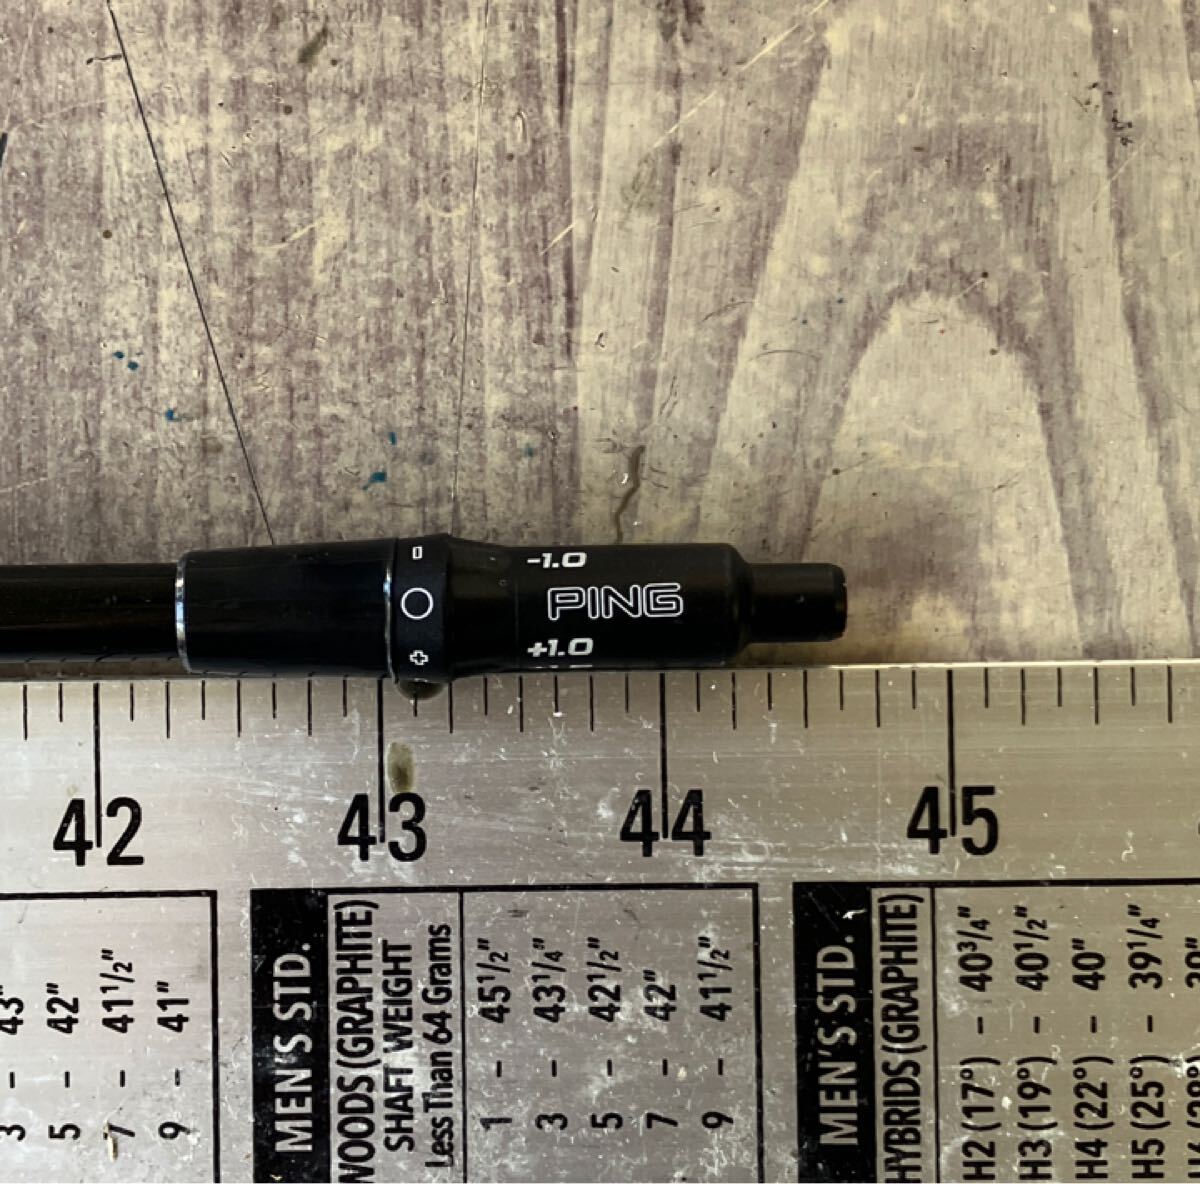 -1.0
PING
+1.0
42 43 44 45
3 – 43"
5 – 42"
7 – 41 1/2"
9 – 41"
MEN'S STD.
WOODS (GRAPHITE)
SHAFT WEIGHT
Less Than 64 Grams
1 – 45 1/2"
3 – 43 1/4"
5 – 42 1/2"
7 – 42"
9 – 41 1/2"
MEN'S STD.
HYBRIDS (GRAPHITE)
H2 (17°) – 40 3/4"
H3 (19°) – 40 1/2"
H4 (22°) – 40"
H5 (25°) – 39 1/4"